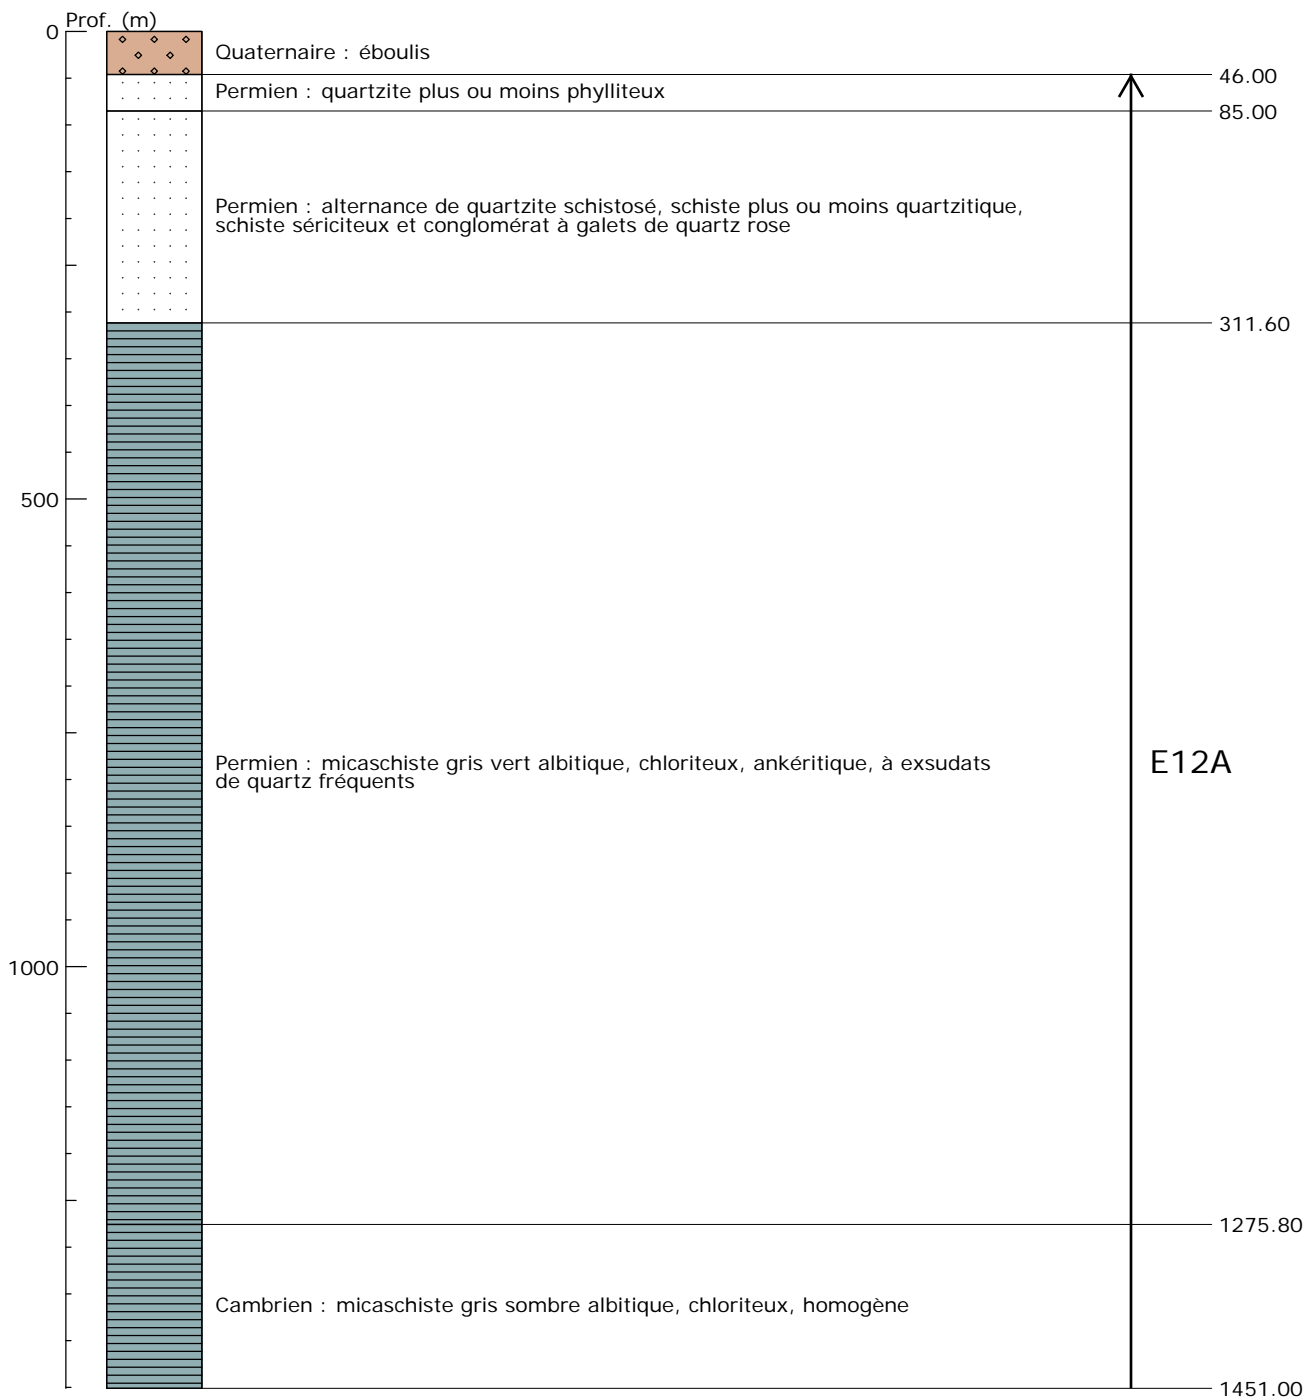 Prof. (m)
0
Quaternaire : éboulis
46.00
Permien : quartzite plus ou moins phylliteux
85.00
Permien : alternance de quartzite schistosé, schiste plus ou moins quartzitique,
schiste sériciteux et conglomérat à galets de quartz rose
311.60
500
Permien : micaschiste gris vert albitique, chloriteux, ankéritique, à exsudats
de quartz fréquents
E12A
1000
1275.80
Cambrien : micaschiste gris sombre albitique, chloriteux, homogène
1451.00